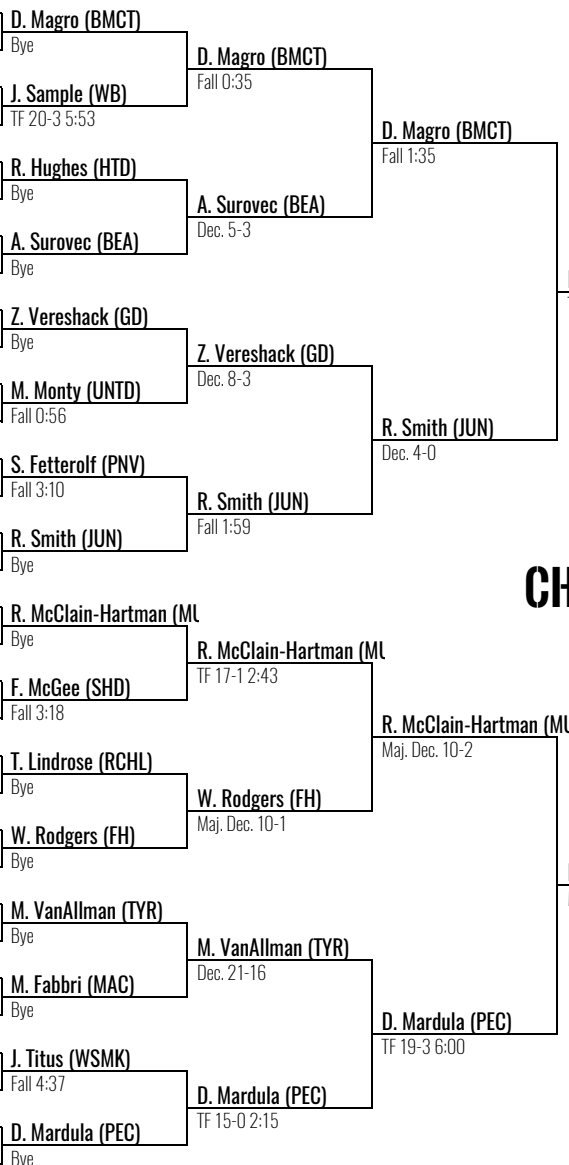 D. Magro (BMCT)
Bye
J. Sample (WB)
TF 20-3 5:53
R. Hughes (HTD)
Bye
A. Surovec (BEA)
Bye
Z. Vereshack (GD)
Bye
M. Monty (UNTD)
Fall 0:56
S. Fetterolf (PNV)
Fall 3:10
R. Smith (JUN)
Bye
R. McClain-Hartman (MU
Bye
F. McGee (SHD)
Fall 3:18
T. Lindrose (RCHL)
Bye
W. Rodgers (FH)
Bye
M. VanAllman (TYR)
Bye
M. Fabbri (MAC)
Bye
J. Titus (WSMK)
Fall 4:37
D. Mardula (PEC)
Bye
D. Magro (BMCT)
Fall 0:35
A. Surovec (BEA)
Dec. 5-3
Z. Vereshack (GD)
Dec. 8-3
R. Smith (JUN)
Fall 1:59
R. McClain-Hartman (MU
TF 17-1 2:43
W. Rodgers (FH)
Maj. Dec. 10-1
M. VanAllman (TYR)
Dec. 21-16
D. Mardula (PEC)
TF 15-0 2:15
D. Magro (BMCT)
Fall 1:35
R. Smith (JUN)
Dec. 4-0
R. McClain-Hartman (MU
Maj. Dec. 10-2
D. Mardula (PEC)
TF 19-3 6:00
CH